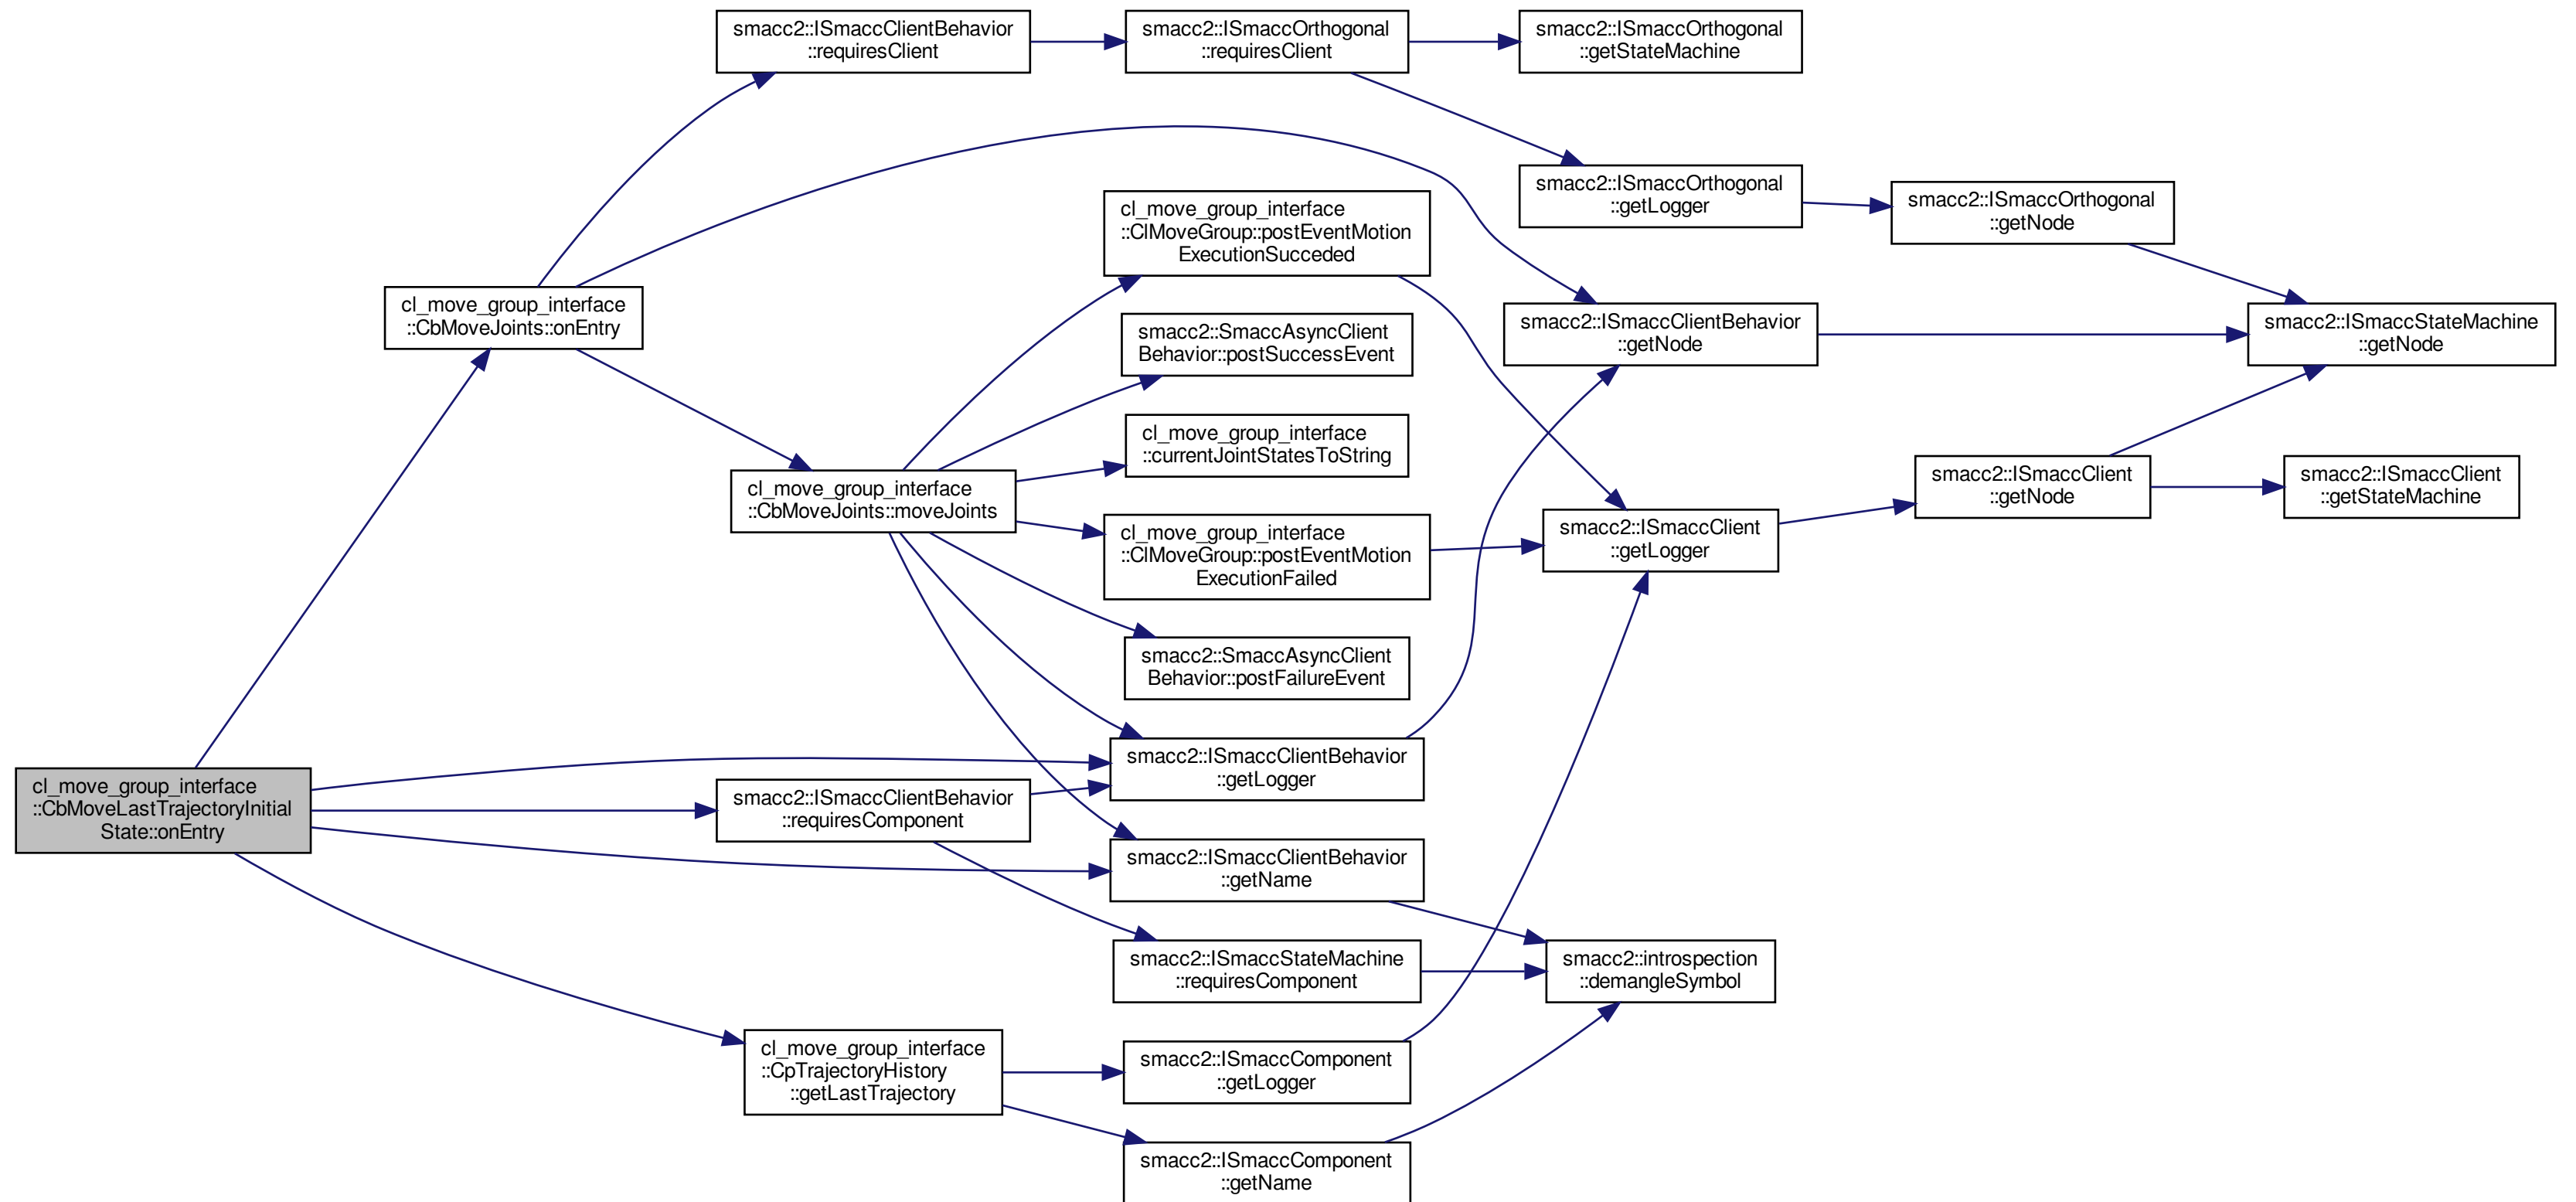 smacc2::ISmaccClientBehavior
::requiresClient
smacc2::ISmaccOrthogonal
::requiresClient
smacc2::ISmaccOrthogonal
::getStateMachine
smacc2::ISmaccOrthogonal
::getLogger
smacc2::ISmaccOrthogonal
::getNode
cl_move_group_interface
::ClMoveGroup::postEventMotion
ExecutionSucceded
cl_move_group_interface
::CbMoveJoints::onEntry
smacc2::SmaccAsyncClient
Behavior::postSuccessEvent
smacc2::ISmaccClientBehavior
::getNode
smacc2::ISmaccStateMachine
::getNode
cl_move_group_interface
::currentJointStatesToString
cl_move_group_interface
::CbMoveJoints::moveJoints
smacc2::ISmaccClient
::getNode
smacc2::ISmaccClient
::getStateMachine
cl_move_group_interface
::ClMoveGroup::postEventMotion
ExecutionFailed
smacc2::ISmaccClient
::getLogger
smacc2::SmaccAsyncClient
Behavior::postFailureEvent
cl_move_group_interface
::CbMoveLastTrajectoryInitial
State::onEntry
smacc2::ISmaccClientBehavior
::getLogger
smacc2::ISmaccClientBehavior
::requiresComponent
smacc2::ISmaccClientBehavior
::getName
smacc2::ISmaccStateMachine
::requiresComponent
smacc2::introspection
::demangleSymbol
cl_move_group_interface
::CpTrajectoryHistory
::getLastTrajectory
smacc2::ISmaccComponent
::getLogger
smacc2::ISmaccComponent
::getName